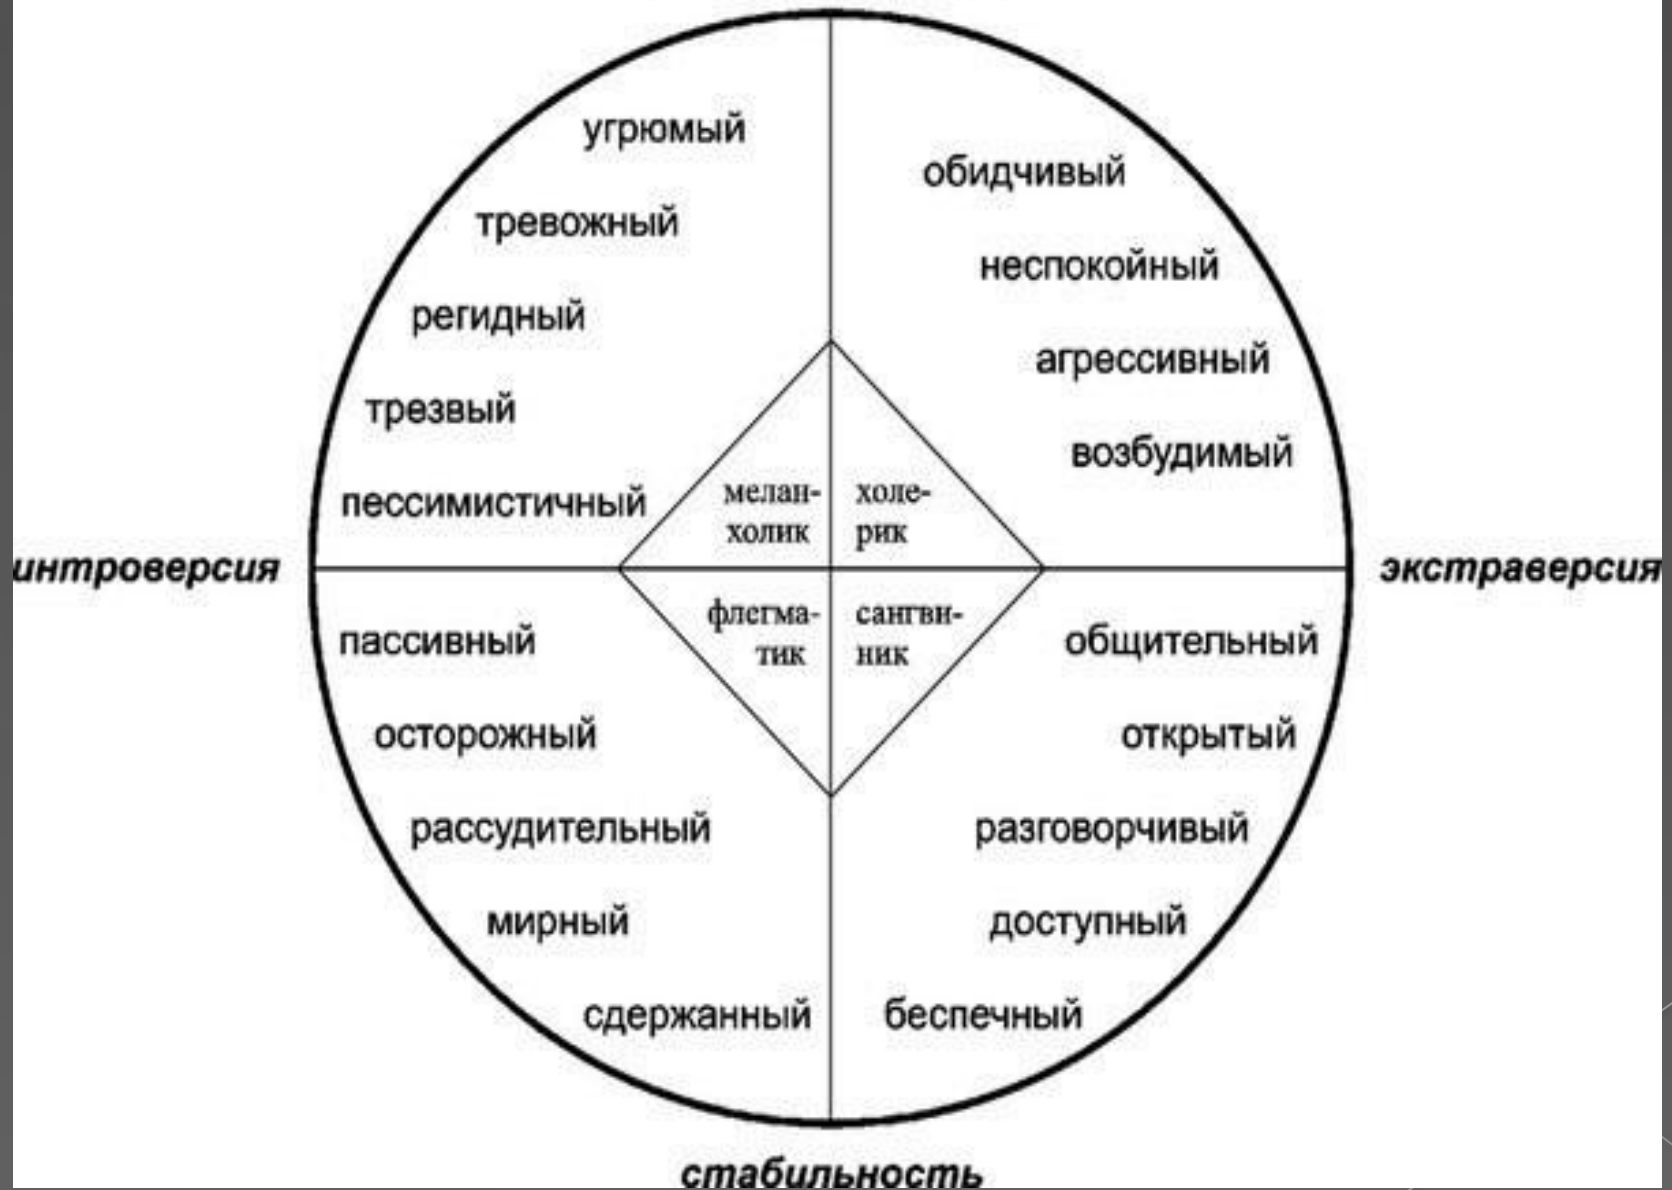 угрюмый
обидчивый
тревожный
неспокойный
регидный
агрессивный
трезвый
возбудимый
пессимистичный
мелан-
холик
холе-
рик
интроверсия
экстраверсия
флегма-
тик
сангви-
ник
пассивный
общительный
осторожный
открытый
рассудительный
разговорчивый
мирный
доступный
сдержанный
беспечный
стабильность